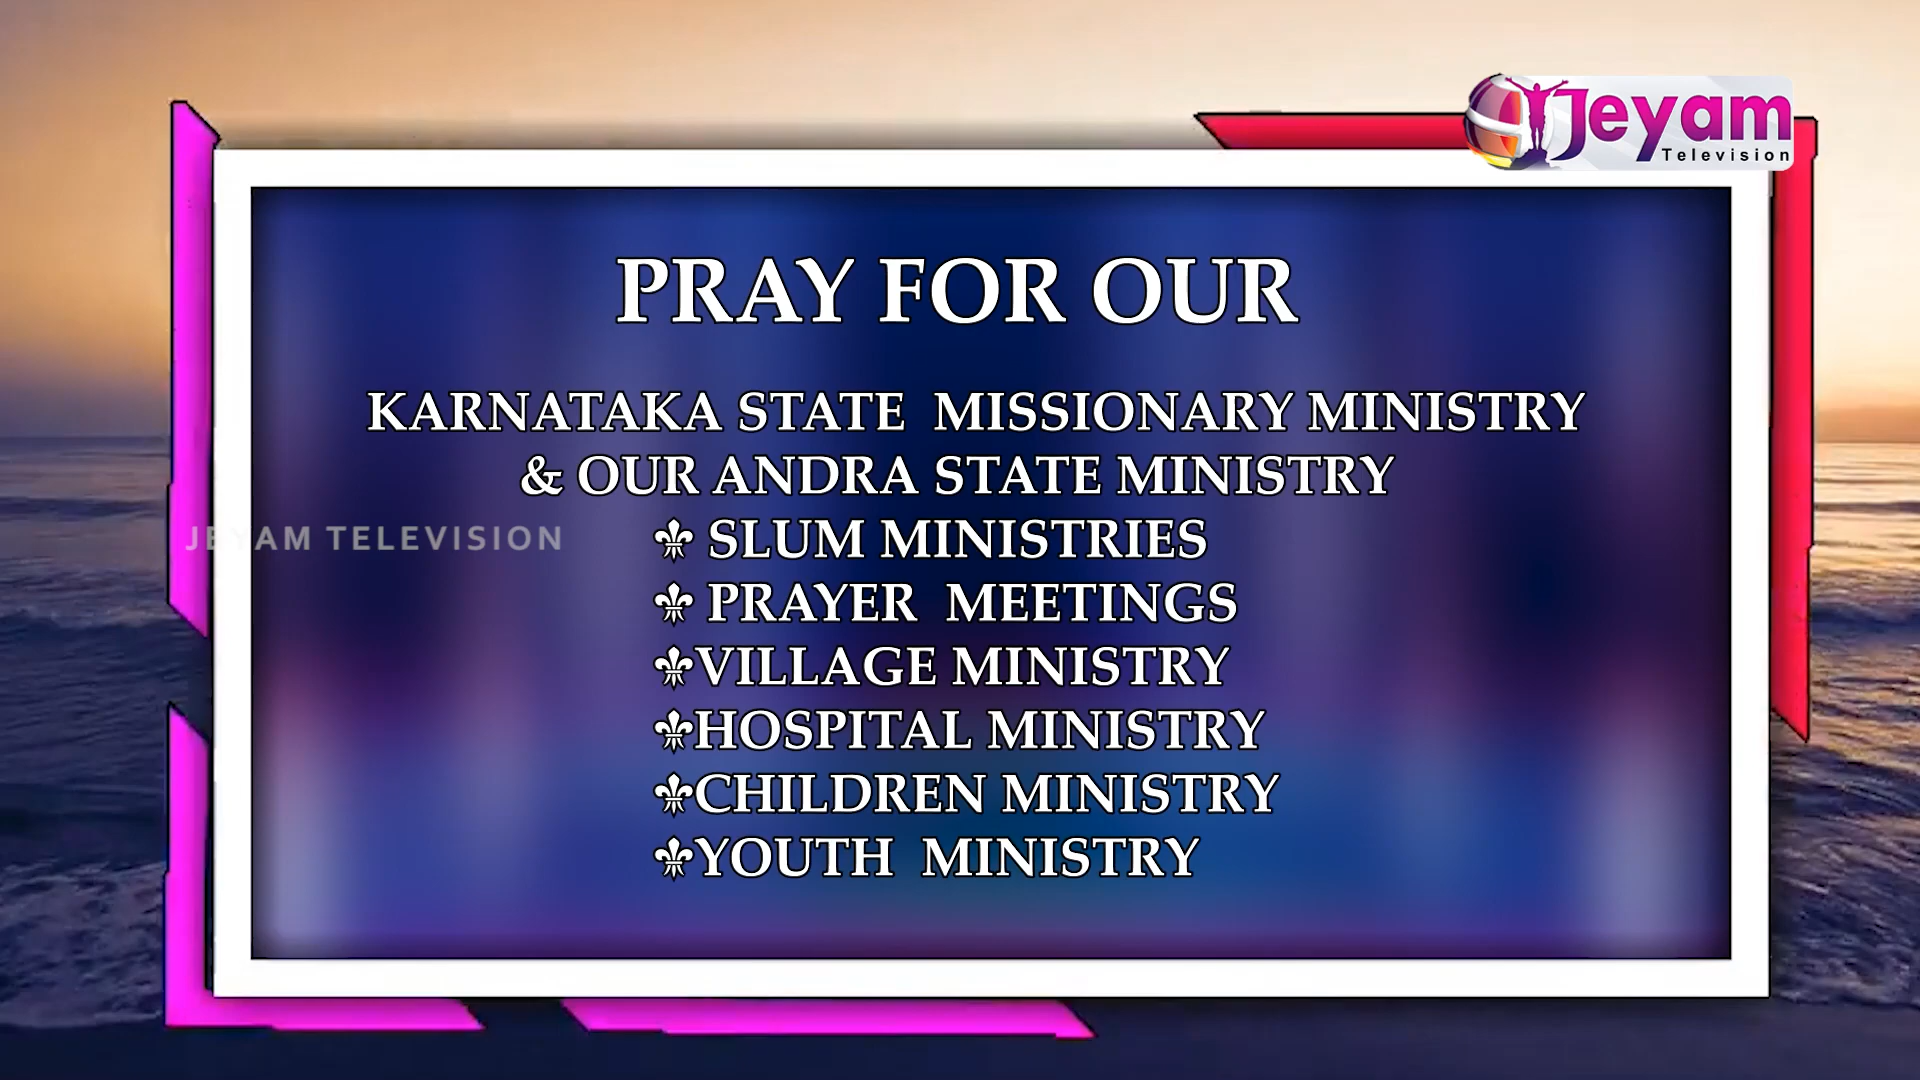 Jeyam
Television
PRAY FOR OUR
KARNATAKA STATE MISSIONARY MINISTRY
& OUR ANDRA STATE MINISTRY
⚜ SLUM MINISTRIES
JEYAM TELEVISION
⚜ PRAYER MEETINGS
⚜VILLAGE MINISTRY
⚜HOSPITAL MINISTRY
⚜CHILDREN MINISTRY
⚜YOUTH MINISTRY